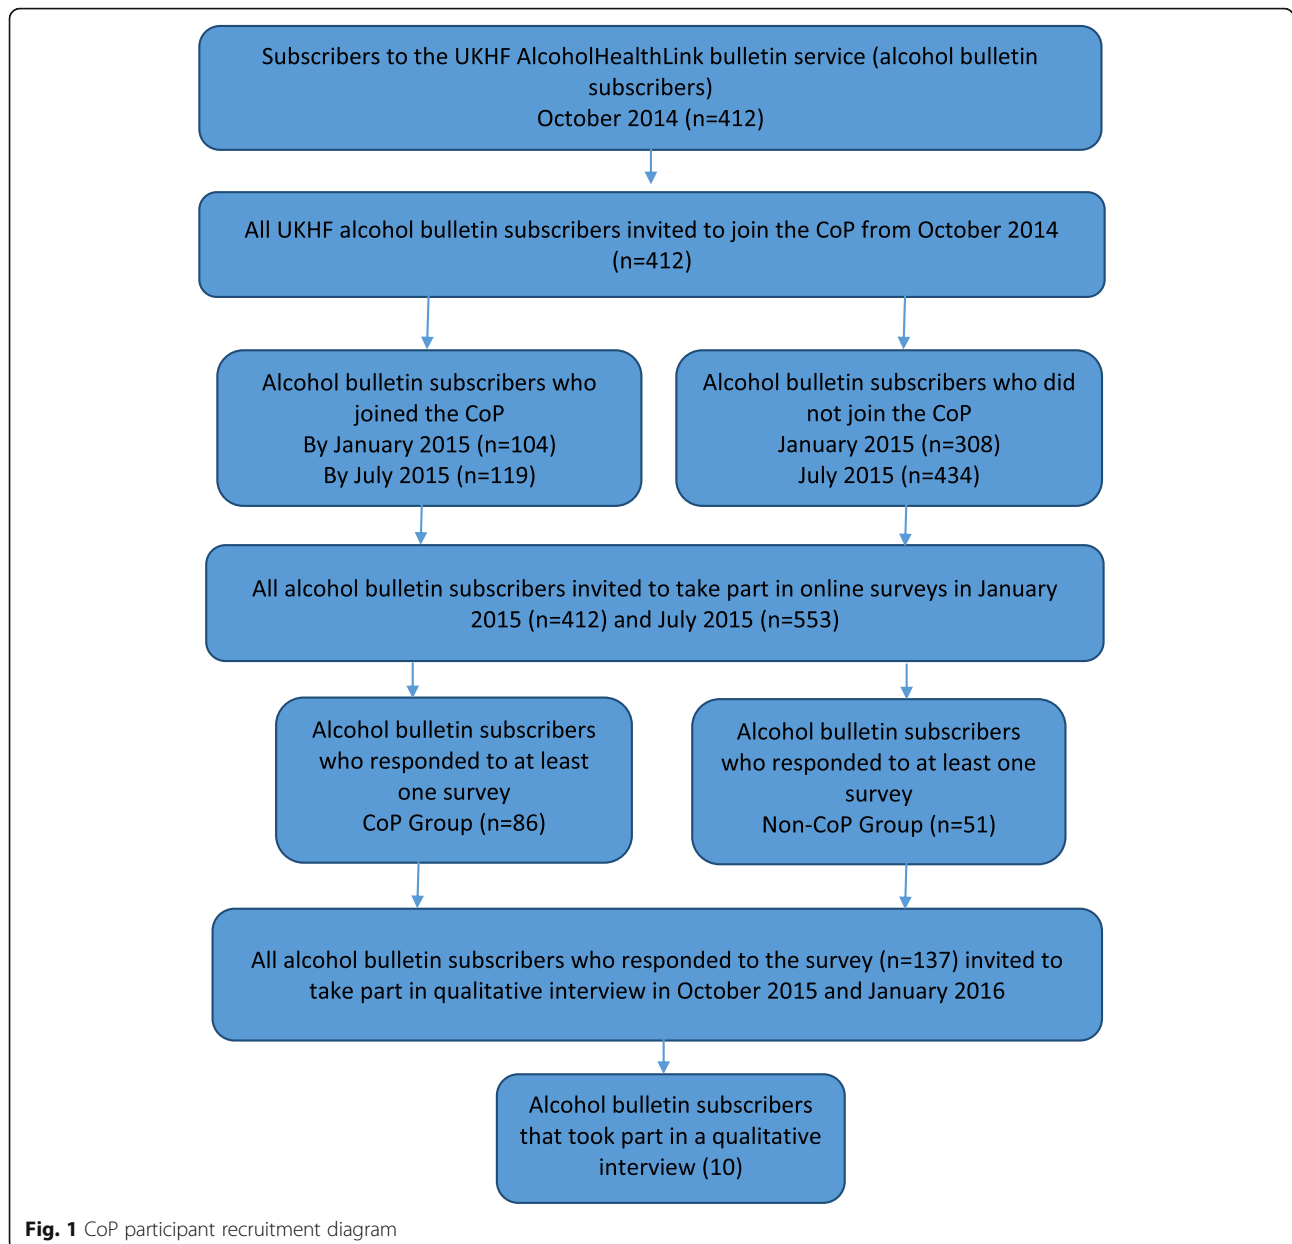 Subscribers to the UKHF AlcoholHealthLink bulletin service (alcohol bulletin
subscribers)
October 2014 (n=412)
All UKHF alcohol bulletin subscribers invited to join the CoP from October 2014
(n=412)
Alcohol bulletin subscribers who
joined the CoP
By January 2015 (n=104)
By July 2015 (n=119)
Alcohol bulletin subscribers who did
not join the CoP
January 2015 (n=308)
July 2015 (n=434)
All alcohol bulletin subscribers invited to take part in online surveys in January
2015 (n=412) and July 2015 (n=553)
Alcohol bulletin subscribers
who responded to at least
one survey
CoP Group (n=86)
Alcohol bulletin subscribers
who responded to at least one
survey
Non-CoP Group (n=51)
All alcohol bulletin subscribers who responded to the survey (n=137) invited to
take part in qualitative interview in October 2015 and January 2016
Alcohol bulletin subscribers
that took part in a qualitative
interview (10)
Fig. 1 CoP participant recruitment diagram